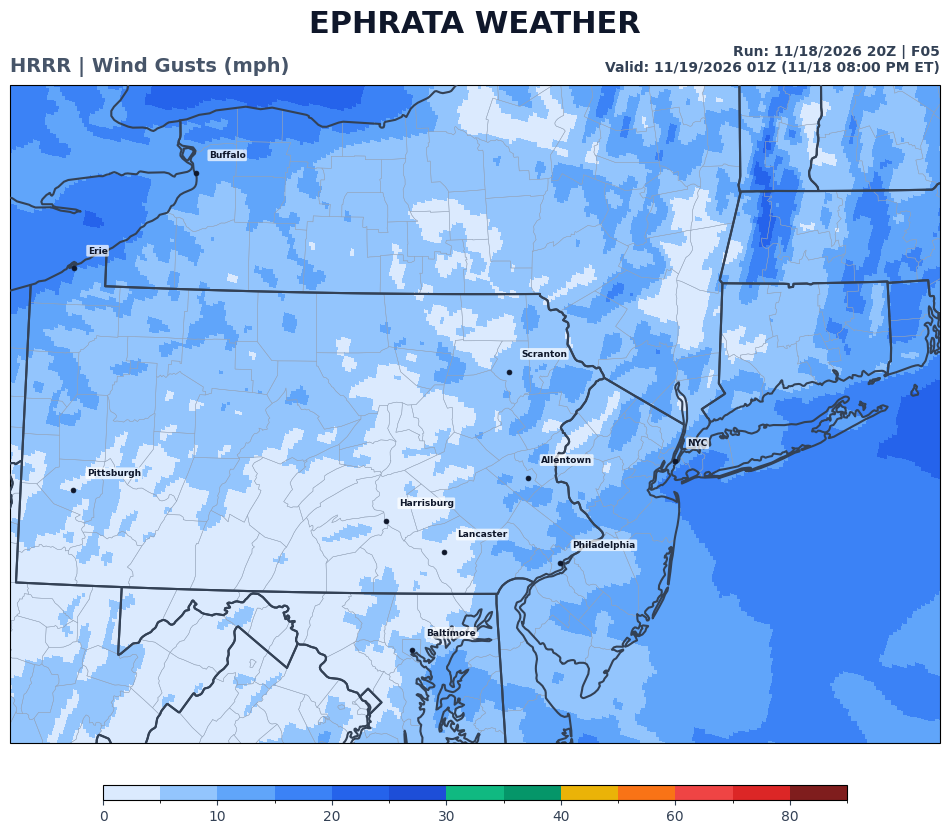 EPHRATA WEATHER
HRRR | Wind Gusts (mph)
Run: 11/18/2026 20Z | F05
Valid: 11/19/2026 01Z (11/18 08:00 PM ET)
Buffalo
Erie
Scranton
NYC
Allentown
Pittsburgh
Harrisburg
Lancaster
Philadelphia
Baltimore
0 10 20 30 40 50 60 70 80